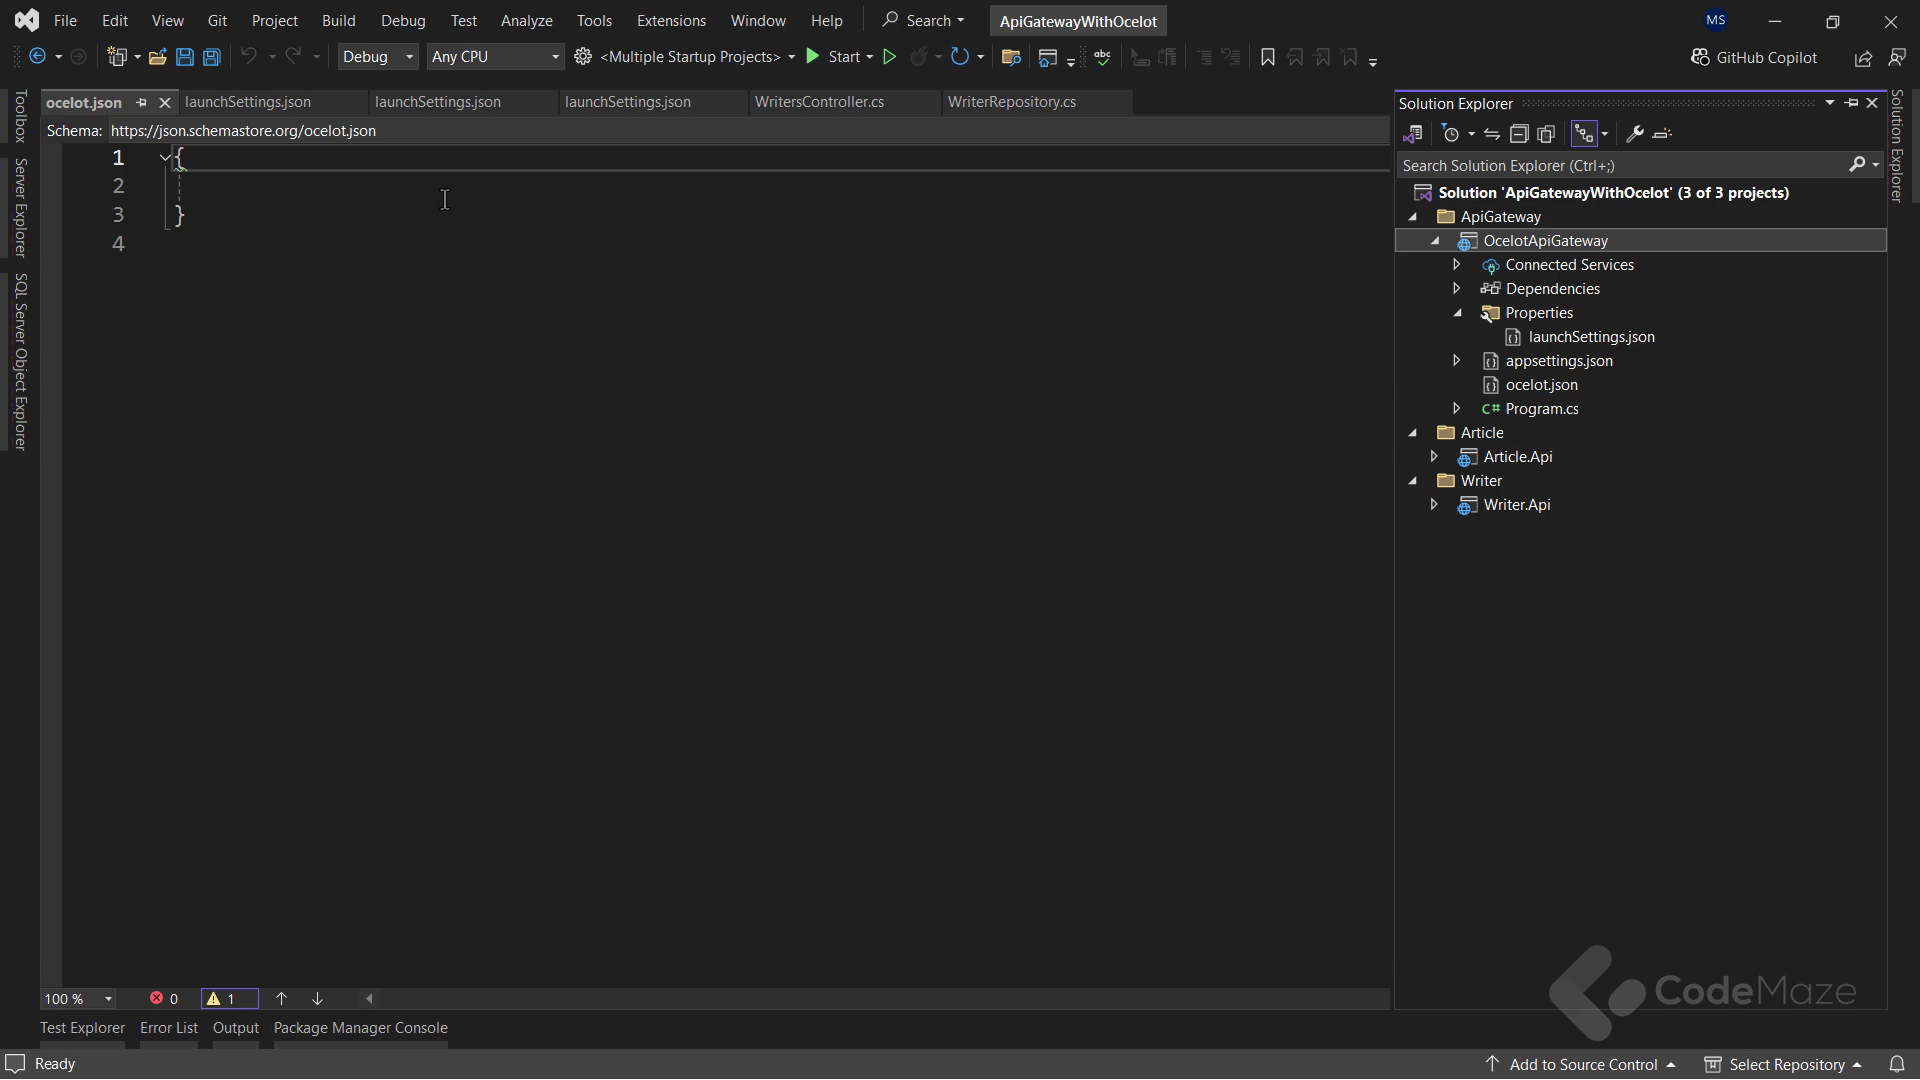 File Edit View Git Project Build Debug Test Analyze Tools Extensions Window Help Search ApiGatewayWithOcelot MS
Debug Any CPU <Multiple Startup Projects> Start abc GitHub Copilot
ocelot.json launchSettings.json launchSettings.json launchSettings.json WritersController.cs WriterRepository.cs
Schema: https://json.schemastore.org/ocelot.json
1 {
2
3 }
4
100 % 0 1
Test Explorer Error List Output Package Manager Console
Ready Add to Source Control Select Repository
Toolbox
Server Explorer
SQL Server Object Explorer
Solution Explorer
Search Solution Explorer (Ctrl+;)
Solution 'ApiGatewayWithOcelot' (3 of 3 projects)
ApiGateway
OcelotApiGateway
Connected Services
Dependencies
Properties
launchSettings.json
appsettings.json
ocelot.json
C# Program.cs
Article
Article.Api
Writer
Writer.Api
Solution Explorer
CodeMaze